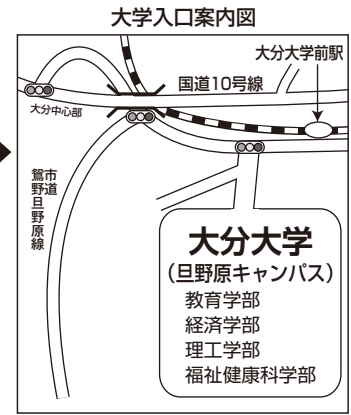 大学入口案内図
大分大学前駅
国道10号線
大分中心部
市道
鴛野旦野原線
大分大学
(旦野原キャンパス)
教育学部
経済学部
理工学部
福祉健康科学部